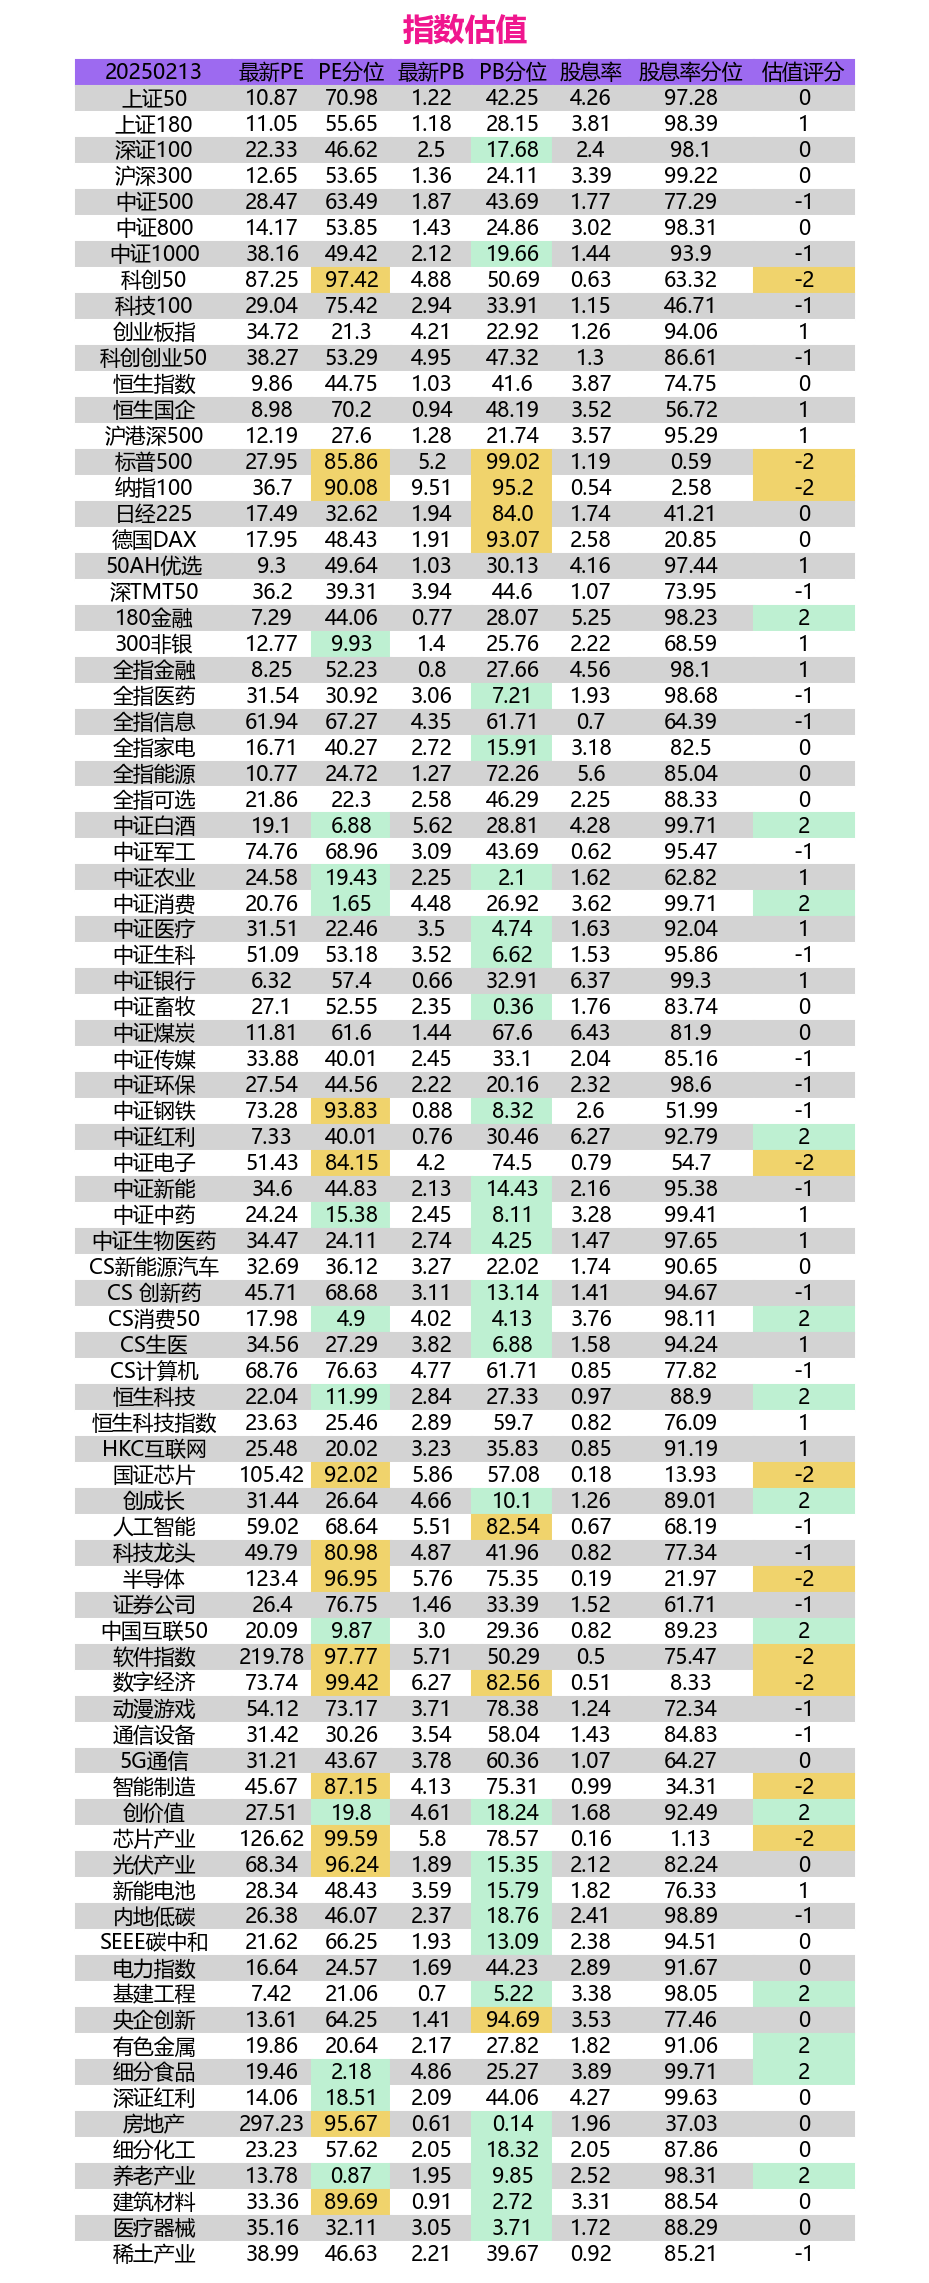 指数估值
20250213 最新PE PE分位 最新PB PB分位 股息率 股息率分位 估值评分
上证50 10.87 70.98 1.22 42.25 4.26 97.28 0
上证180 11.05 55.65 1.18 28.15 3.81 98.39 1
深证100 22.33 46.62 2.5 17.68 2.4 98.1 0
沪深300 12.65 53.65 1.36 24.11 3.39 99.22 0
中证500 28.47 63.49 1.87 43.69 1.77 77.29 -1
中证800 14.17 53.85 1.43 24.86 3.02 98.31 0
中证1000 38.16 49.42 2.12 19.66 1.44 93.9 -1
科创50 87.25 97.42 4.88 50.69 0.63 63.32 -2
科技100 29.04 75.42 2.94 33.91 1.15 46.71 -1
创业板指 34.72 21.3 4.21 22.92 1.26 94.06 1
科创创业50 38.27 53.29 4.95 47.32 1.3 86.61 -1
恒生指数 9.86 44.75 1.03 41.6 3.87 74.75 0
恒生国企 8.98 70.2 0.94 48.19 3.52 56.72 1
沪港深500 12.19 27.6 1.28 21.74 3.57 95.29 1
标普500 27.95 85.86 5.2 99.02 1.19 0.59 -2
纳指100 36.7 90.08 9.51 95.2 0.54 2.58 -2
日经225 17.49 32.62 1.94 84.0 1.74 41.21 0
德国DAX 17.95 48.43 1.91 93.07 2.58 20.85 0
50AH优选 9.3 49.64 1.03 30.13 4.16 97.44 1
深TMT50 36.2 39.31 3.94 44.6 1.07 73.95 -1
180金融 7.29 44.06 0.77 28.07 5.25 98.23 2
300非银 12.77 9.93 1.4 25.76 2.22 68.59 1
全指金融 8.25 52.23 0.8 27.66 4.56 98.1 1
全指医药 31.54 30.92 3.06 7.21 1.93 98.68 -1
全指信息 61.94 67.27 4.35 61.71 0.7 64.39 -1
全指家电 16.71 40.27 2.72 15.91 3.18 82.5 0
全指能源 10.77 24.72 1.27 72.26 5.6 85.04 0
全指可选 21.86 22.3 2.58 46.29 2.25 88.33 0
中证白酒 19.1 6.88 5.62 28.81 4.28 99.71 2
中证军工 74.76 68.96 3.09 43.69 0.62 95.47 -1
中证农业 24.58 19.43 2.25 2.1 1.62 62.82 1
中证消费 20.76 1.65 4.48 26.92 3.62 99.71 2
中证医疗 31.51 22.46 3.5 4.74 1.63 92.04 1
中证生科 51.09 53.18 3.52 6.62 1.53 95.86 -1
中证银行 6.32 57.4 0.66 32.91 6.37 99.3 1
中证畜牧 27.1 52.55 2.35 0.36 1.76 83.74 0
中证煤炭 11.81 61.6 1.44 67.6 6.43 81.9 0
中证传媒 33.88 40.01 2.45 33.1 2.04 85.16 -1
中证环保 27.54 44.56 2.22 20.16 2.32 98.6 -1
中证钢铁 73.28 93.83 0.88 8.32 2.6 51.99 -1
中证红利 7.33 40.01 0.76 30.46 6.27 92.79 2
中证电子 51.43 84.15 4.2 74.5 0.79 54.7 -2
中证新能 34.6 44.83 2.13 14.43 2.16 95.38 -1
中证中药 24.24 15.38 2.45 8.11 3.28 99.41 1
中证生物医药 34.47 24.11 2.74 4.25 1.47 97.65 1
CS新能源汽车 32.69 36.12 3.27 22.02 1.74 90.65 0
CS 创新药 45.71 68.68 3.11 13.14 1.41 94.67 -1
CS消费50 17.98 4.9 4.02 4.13 3.76 98.11 2
CS生医 34.56 27.29 3.82 6.88 1.58 94.24 1
CS计算机 68.76 76.63 4.77 61.71 0.85 77.82 -1
恒生科技 22.04 11.99 2.84 27.33 0.97 88.9 2
恒生科技指数 23.63 25.46 2.89 59.7 0.82 76.09 1
HKC互联网 25.48 20.02 3.23 35.83 0.85 91.19 1
国证芯片 105.42 92.02 5.86 57.08 0.18 13.93 -2
创成长 31.44 26.64 4.66 10.1 1.26 89.01 2
人工智能 59.02 68.64 5.51 82.54 0.67 68.19 -1
科技龙头 49.79 80.98 4.87 41.96 0.82 77.34 -1
半导体 123.4 96.95 5.76 75.35 0.19 21.97 -2
证券公司 26.4 76.75 1.46 33.39 1.52 61.71 -1
中国互联50 20.09 9.87 3.0 29.36 0.82 89.23 2
软件指数 219.78 97.77 5.71 50.29 0.5 75.47 -2
数字经济 73.74 99.42 6.27 82.56 0.51 8.33 -2
动漫游戏 54.12 73.17 3.71 78.38 1.24 72.34 -1
通信设备 31.42 30.26 3.54 58.04 1.43 84.83 -1
5G通信 31.21 43.67 3.78 60.36 1.07 64.27 0
智能制造 45.67 87.15 4.13 75.31 0.99 34.31 -2
创价值 27.51 19.8 4.61 18.24 1.68 92.49 2
芯片产业 126.62 99.59 5.8 78.57 0.16 1.13 -2
光伏产业 68.34 96.24 1.89 15.35 2.12 82.24 0
新能电池 28.34 48.43 3.59 15.79 1.82 76.33 1
内地低碳 26.38 46.07 2.37 18.76 2.41 98.89 -1
SEEE碳中和 21.62 66.25 1.93 13.09 2.38 94.51 0
电力指数 16.64 24.57 1.69 44.23 2.89 91.67 0
基建工程 7.42 21.06 0.7 5.22 3.38 98.05 2
央企创新 13.61 64.25 1.41 94.69 3.53 77.46 0
有色金属 19.86 20.64 2.17 27.82 1.82 91.06 2
细分食品 19.46 2.18 4.86 25.27 3.89 99.71 2
深证红利 14.06 18.51 2.09 44.06 4.27 99.63 0
房地产 297.23 95.67 0.61 0.14 1.96 37.03 0
细分化工 23.23 57.62 2.05 18.32 2.05 87.86 0
养老产业 13.78 0.87 1.95 9.85 2.52 98.31 2
建筑材料 33.36 89.69 0.91 2.72 3.31 88.54 0
医疗器械 35.16 32.11 3.05 3.71 1.72 88.29 0
稀土产业 38.99 46.63 2.21 39.67 0.92 85.21 -1